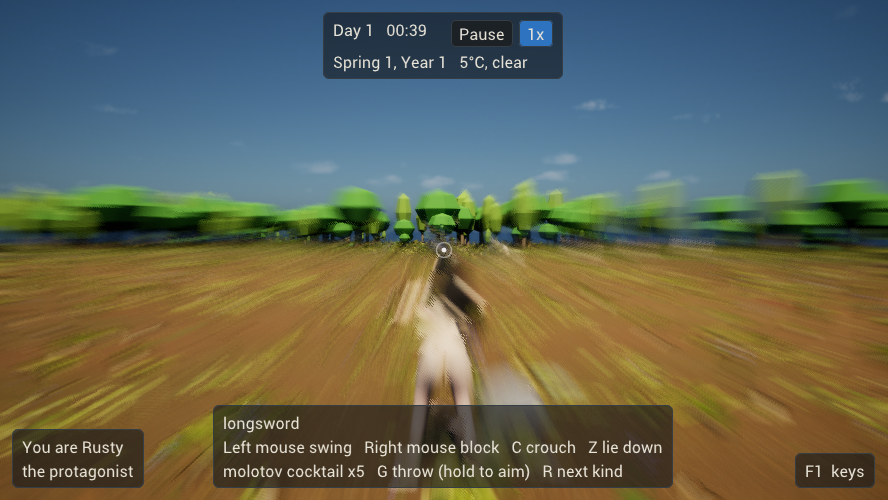 Day 1 00:39 Pause 1x
Spring 1, Year 1 5°C, clear
longsword
Left mouse swing Right mouse block C crouch Z lie down
molotov cocktail x5 G throw (hold to aim) R next kind
You are Rusty
the protagonist
F1 keys